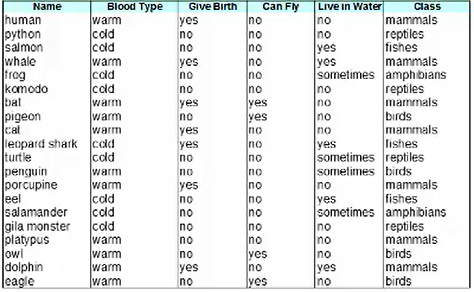 Name Blood Type Give Birth Can Fly Live in Water Class
human warm yes no no mammals
python cold no no no reptiles
salmon cold no no yes fishes
whale warm yes no yes mammals
frog cold no no sometimes amphibians
komodo cold no no no reptiles
bat warm yes yes no mammals
pigeon warm no yes no birds
cat warm yes no no mammals
leopard shark cold yes no yes fishes
turtle cold no no sometimes reptiles
penguin warm no no sometimes birds
porcupine warm yes no no mammals
eel cold no no yes fishes
salamander cold no no sometimes amphibians
gila monster cold no no no reptiles
platypus warm no no no mammals
owl warm no yes no birds
dolphin warm yes no yes mammals
eagle warm no yes no birds